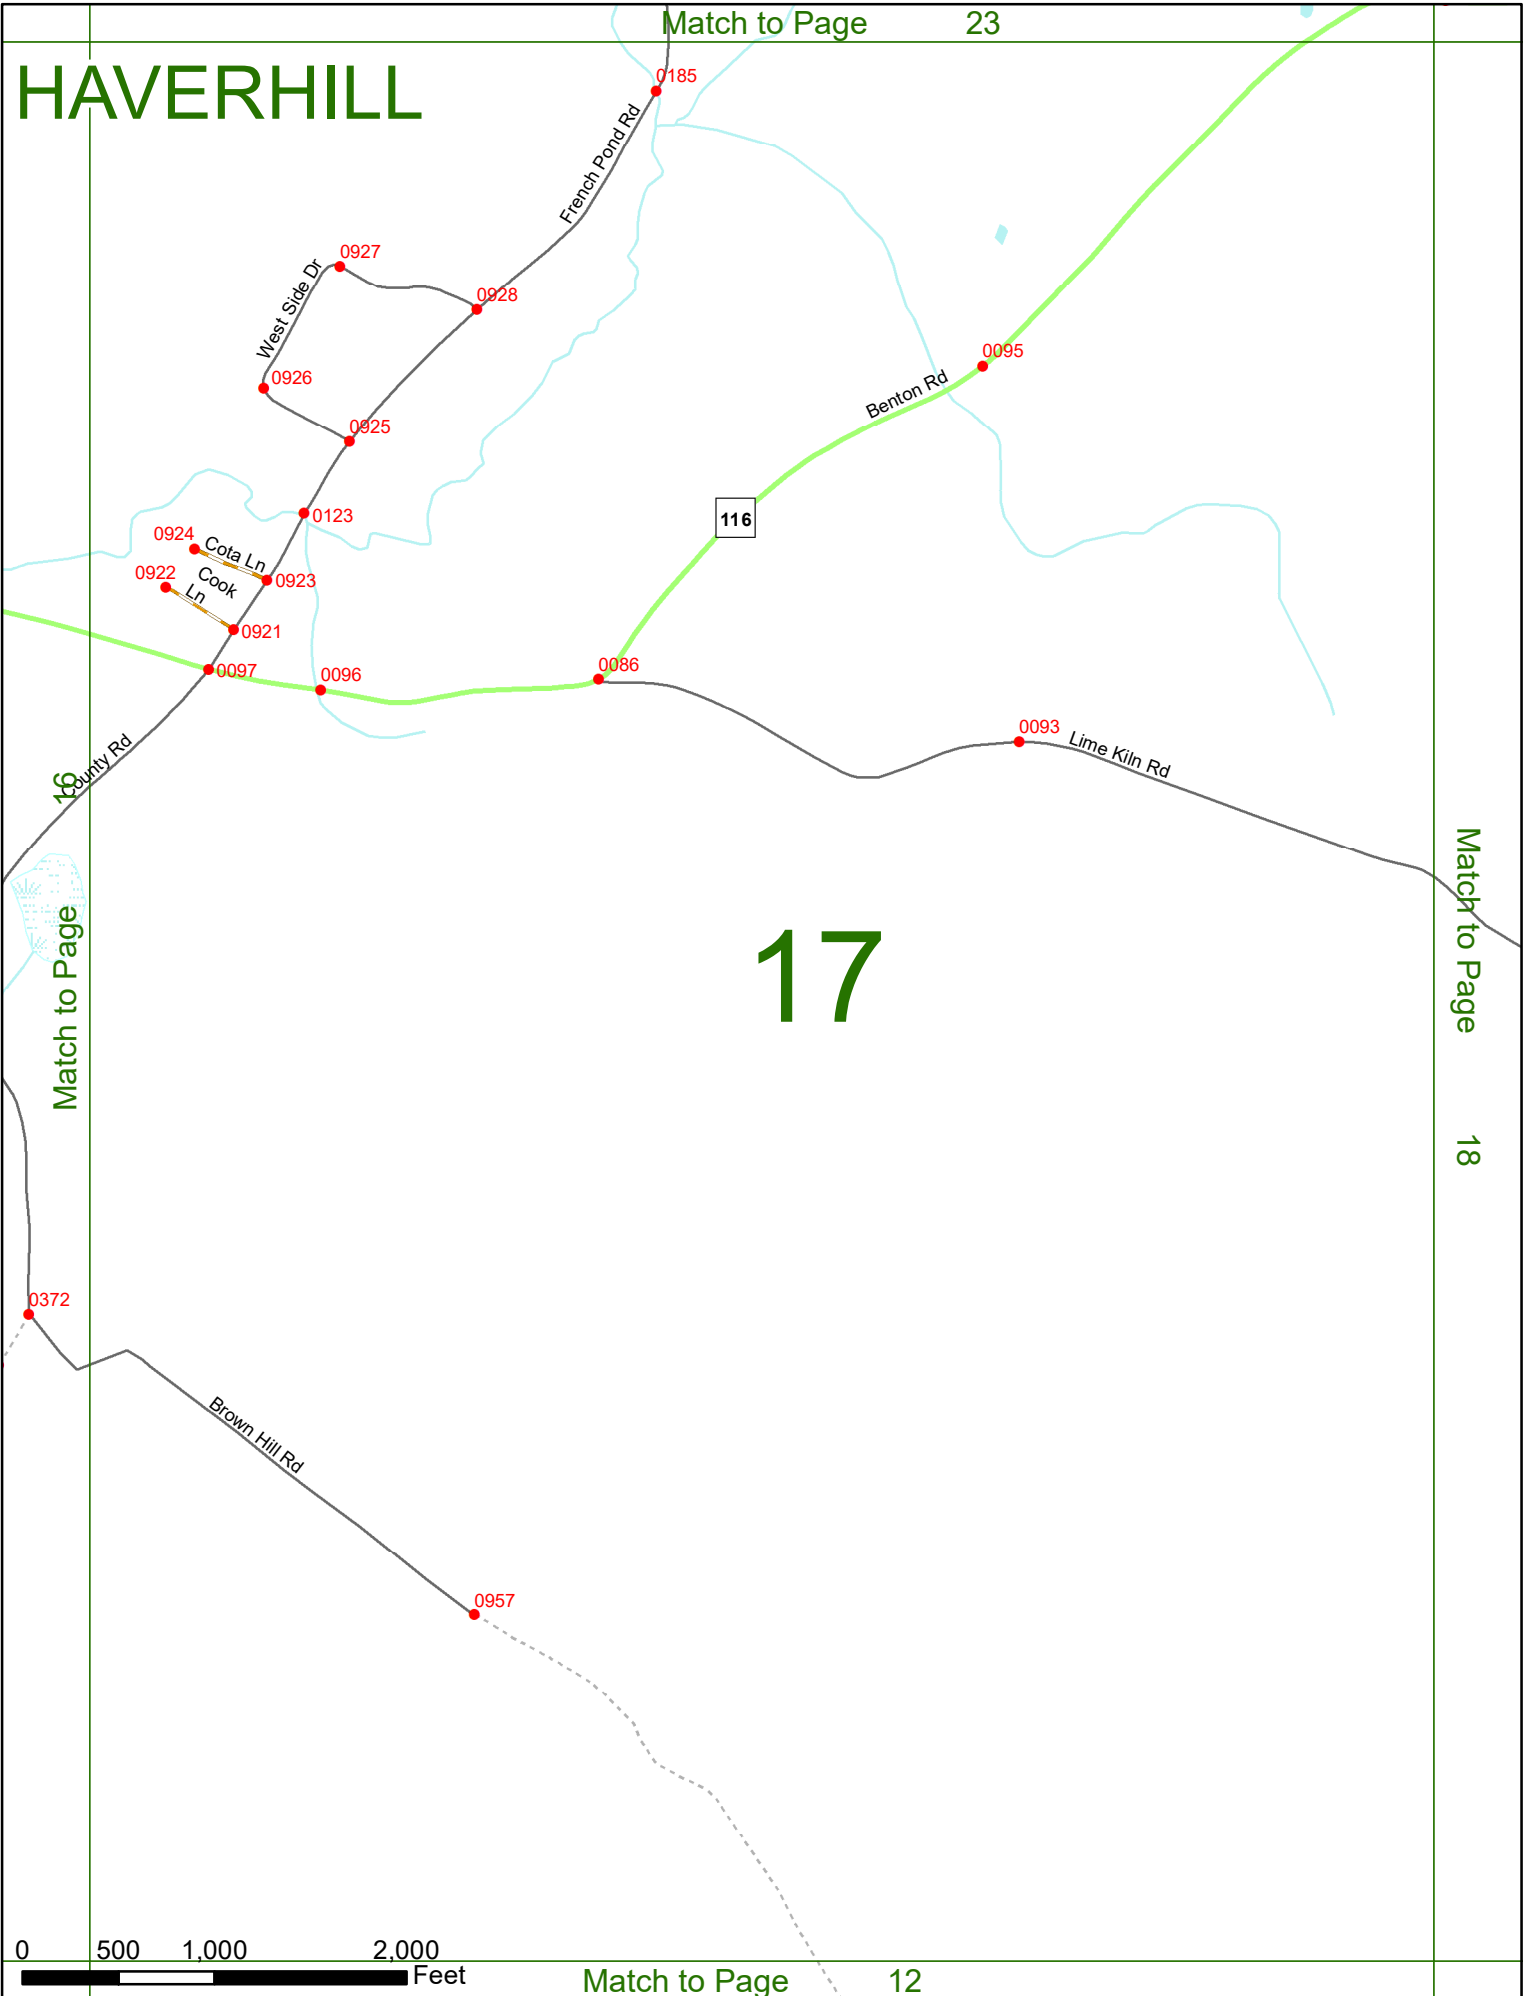 Match to Page 23
HAVERHILL
0185
French Pond Rd
0927
West Side Dr
0928
0926
0095
Benton Rd
0925
116
0123
0924
Cota Ln
0923
0922
Cook
Ln
0921
0097
0096
0086
0093
Lime Kiln Rd
County Rd
Match to Page 16
17
Match to Page 18
0372
Brown Hill Rd
0957
0 500 1,000 2,000
Feet
Match to Page 12